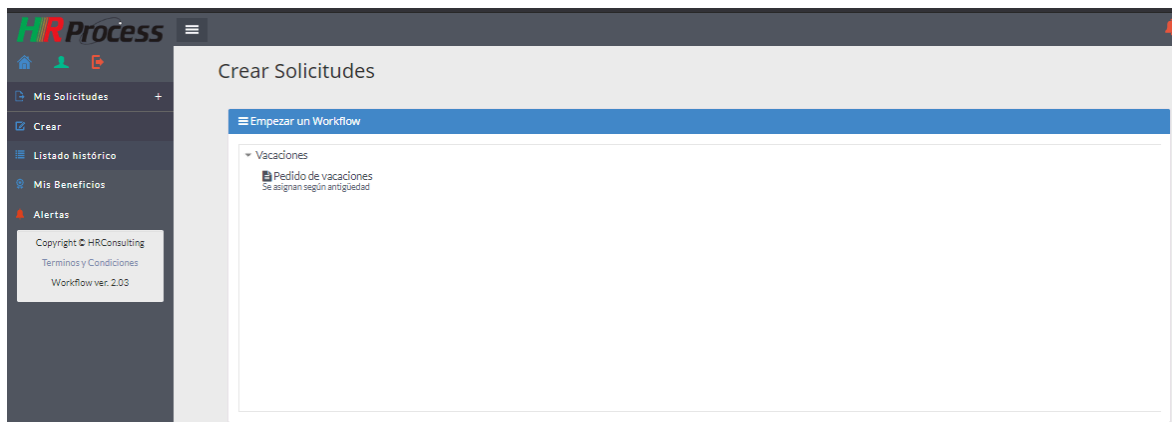 HRProcess
Mis Solicitudes +
Crear
Listado histórico
Mis Beneficios
Alertas
Copyright © HRConsulting
Terminos y Condiciones
Workflow ver. 2.03
Crear Solicitudes
Empezar un Workflow
Vacaciones
Pedido de vacaciones
Se asignan según antigüedad